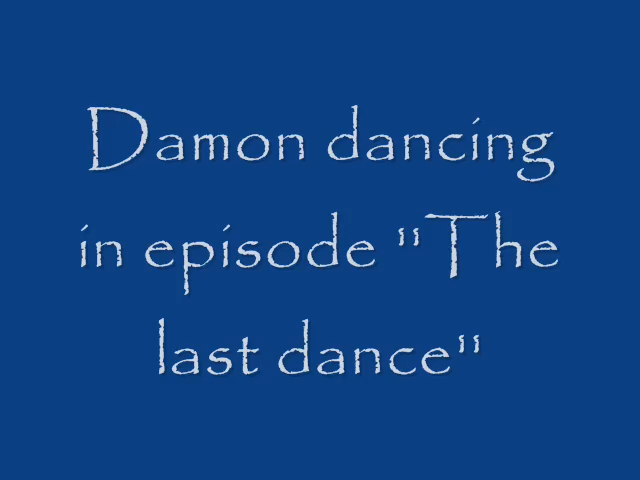 Damon dancing
in episode "The
last dance"